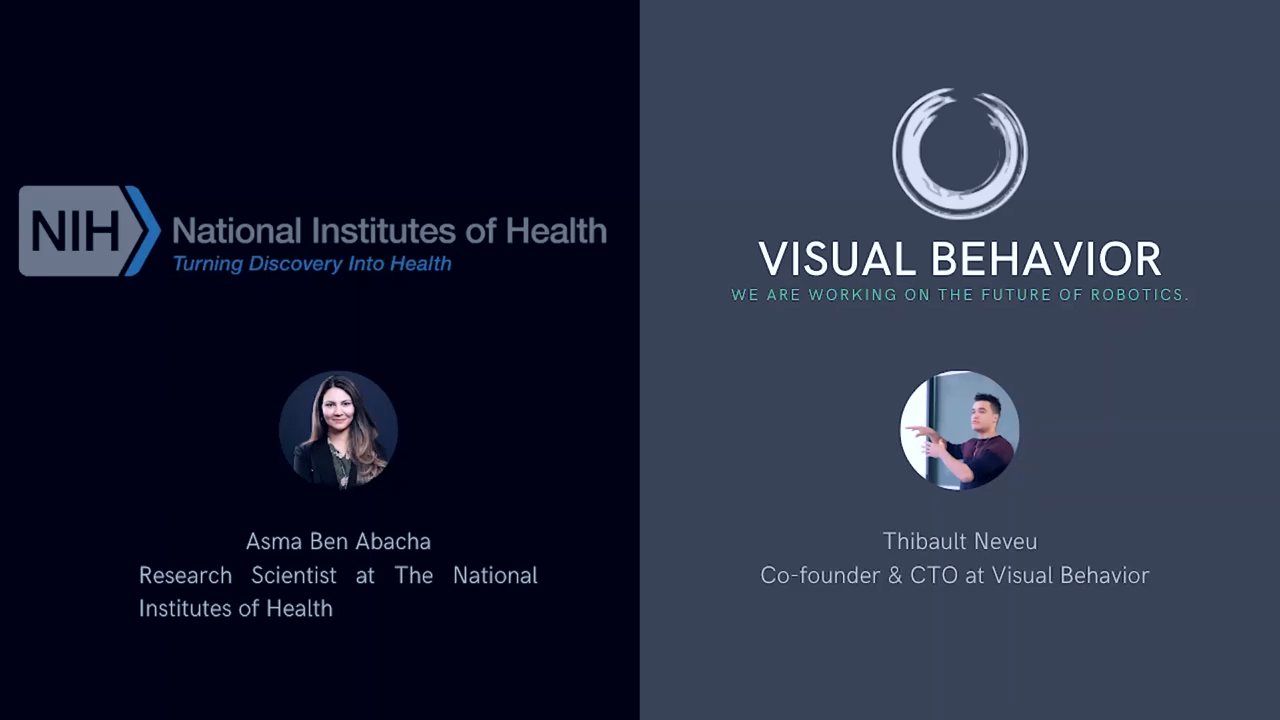 NIH
National Institutes of Health
Turning Discovery Into Health
Asma Ben Abacha
Research Scientist at The National
Institutes of Health
VISUAL BEHAVIOR
WE ARE WORKING ON THE FUTURE OF ROBOTICS.
Thibault Neveu
Co-founder & CTO at Visual Behavior